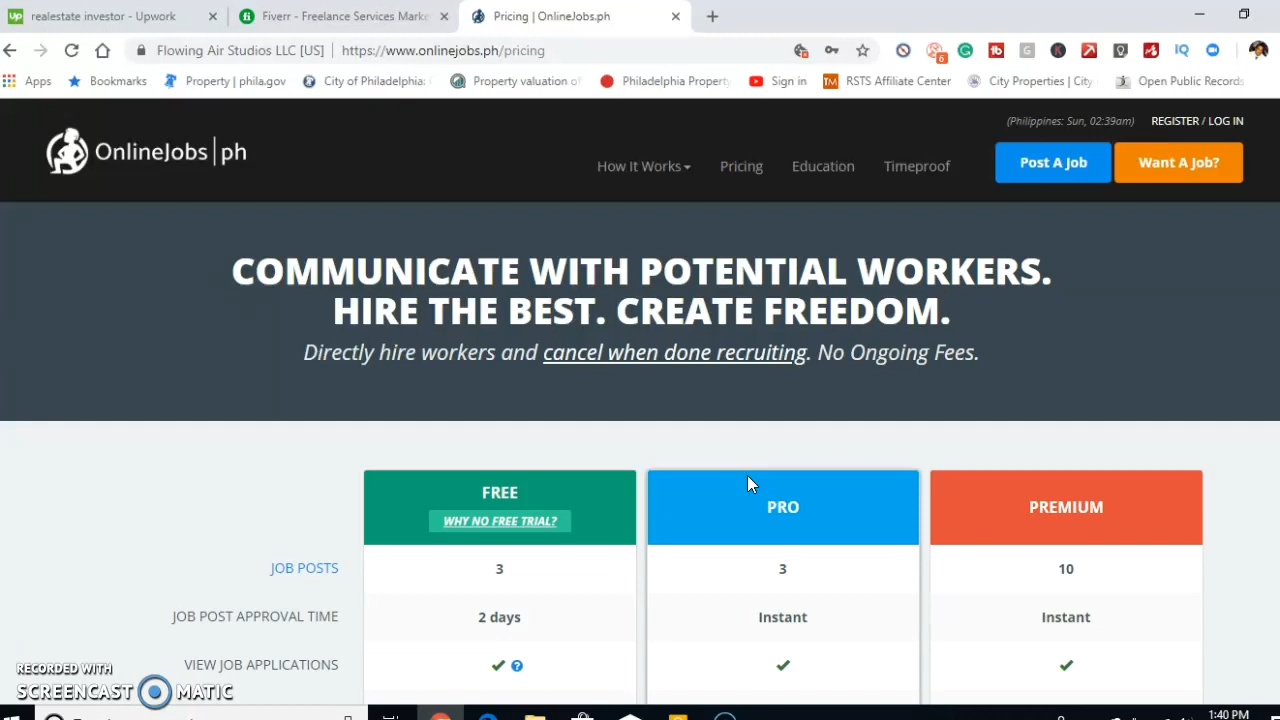 realestate investor - Upwork
Fiverr - Freelance Services Marke
Pricing | OnlineJobs.ph
Flowing Air Studios LLC [US] | https://www.onlinejobs.ph/pricing
6
Apps Bookmarks Property | phila.gov City of Philadelphia: Property valuation of Philadelphia Property Sign in RSTS Affiliate Center City Properties | City Open Public Records
(Philippines: Sun, 02:39am) REGISTER / LOG IN
OnlineJobs|ph
How It Works Pricing Education Timeproof Post A Job Want A Job?
COMMUNICATE WITH POTENTIAL WORKERS.
HIRE THE BEST. CREATE FREEDOM.
Directly hire workers and cancel when done recruiting. No Ongoing Fees.
FREE
WHY NO FREE TRIAL?
PRO
PREMIUM
JOB POSTS 3 3 10
JOB POST APPROVAL TIME 2 days Instant Instant
VIEW JOB APPLICATIONS
RECORDED WITH
SCREENCAST MATIC
1:40 PM